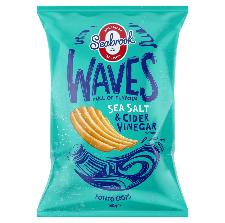 Seabrook
WAVES
FULL OF FLAVOUR
SEA SALT
& CIDER
VINEGAR
POTATO CRISPS